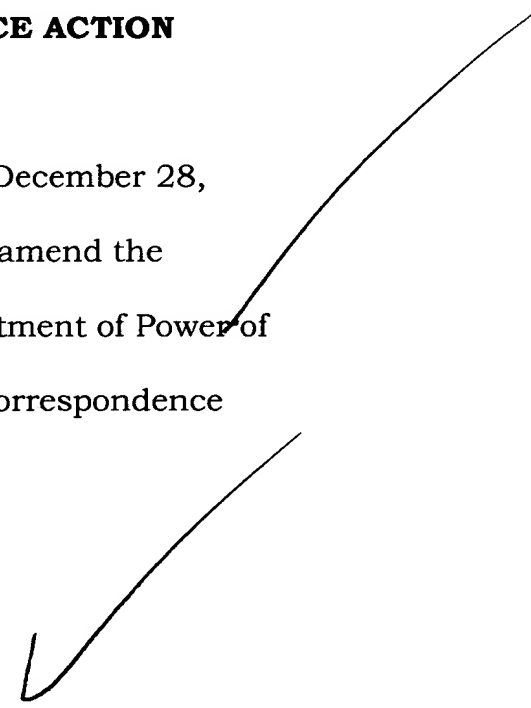 CE ACTION
December 28,
amend the
tment of Power of
orrespondence